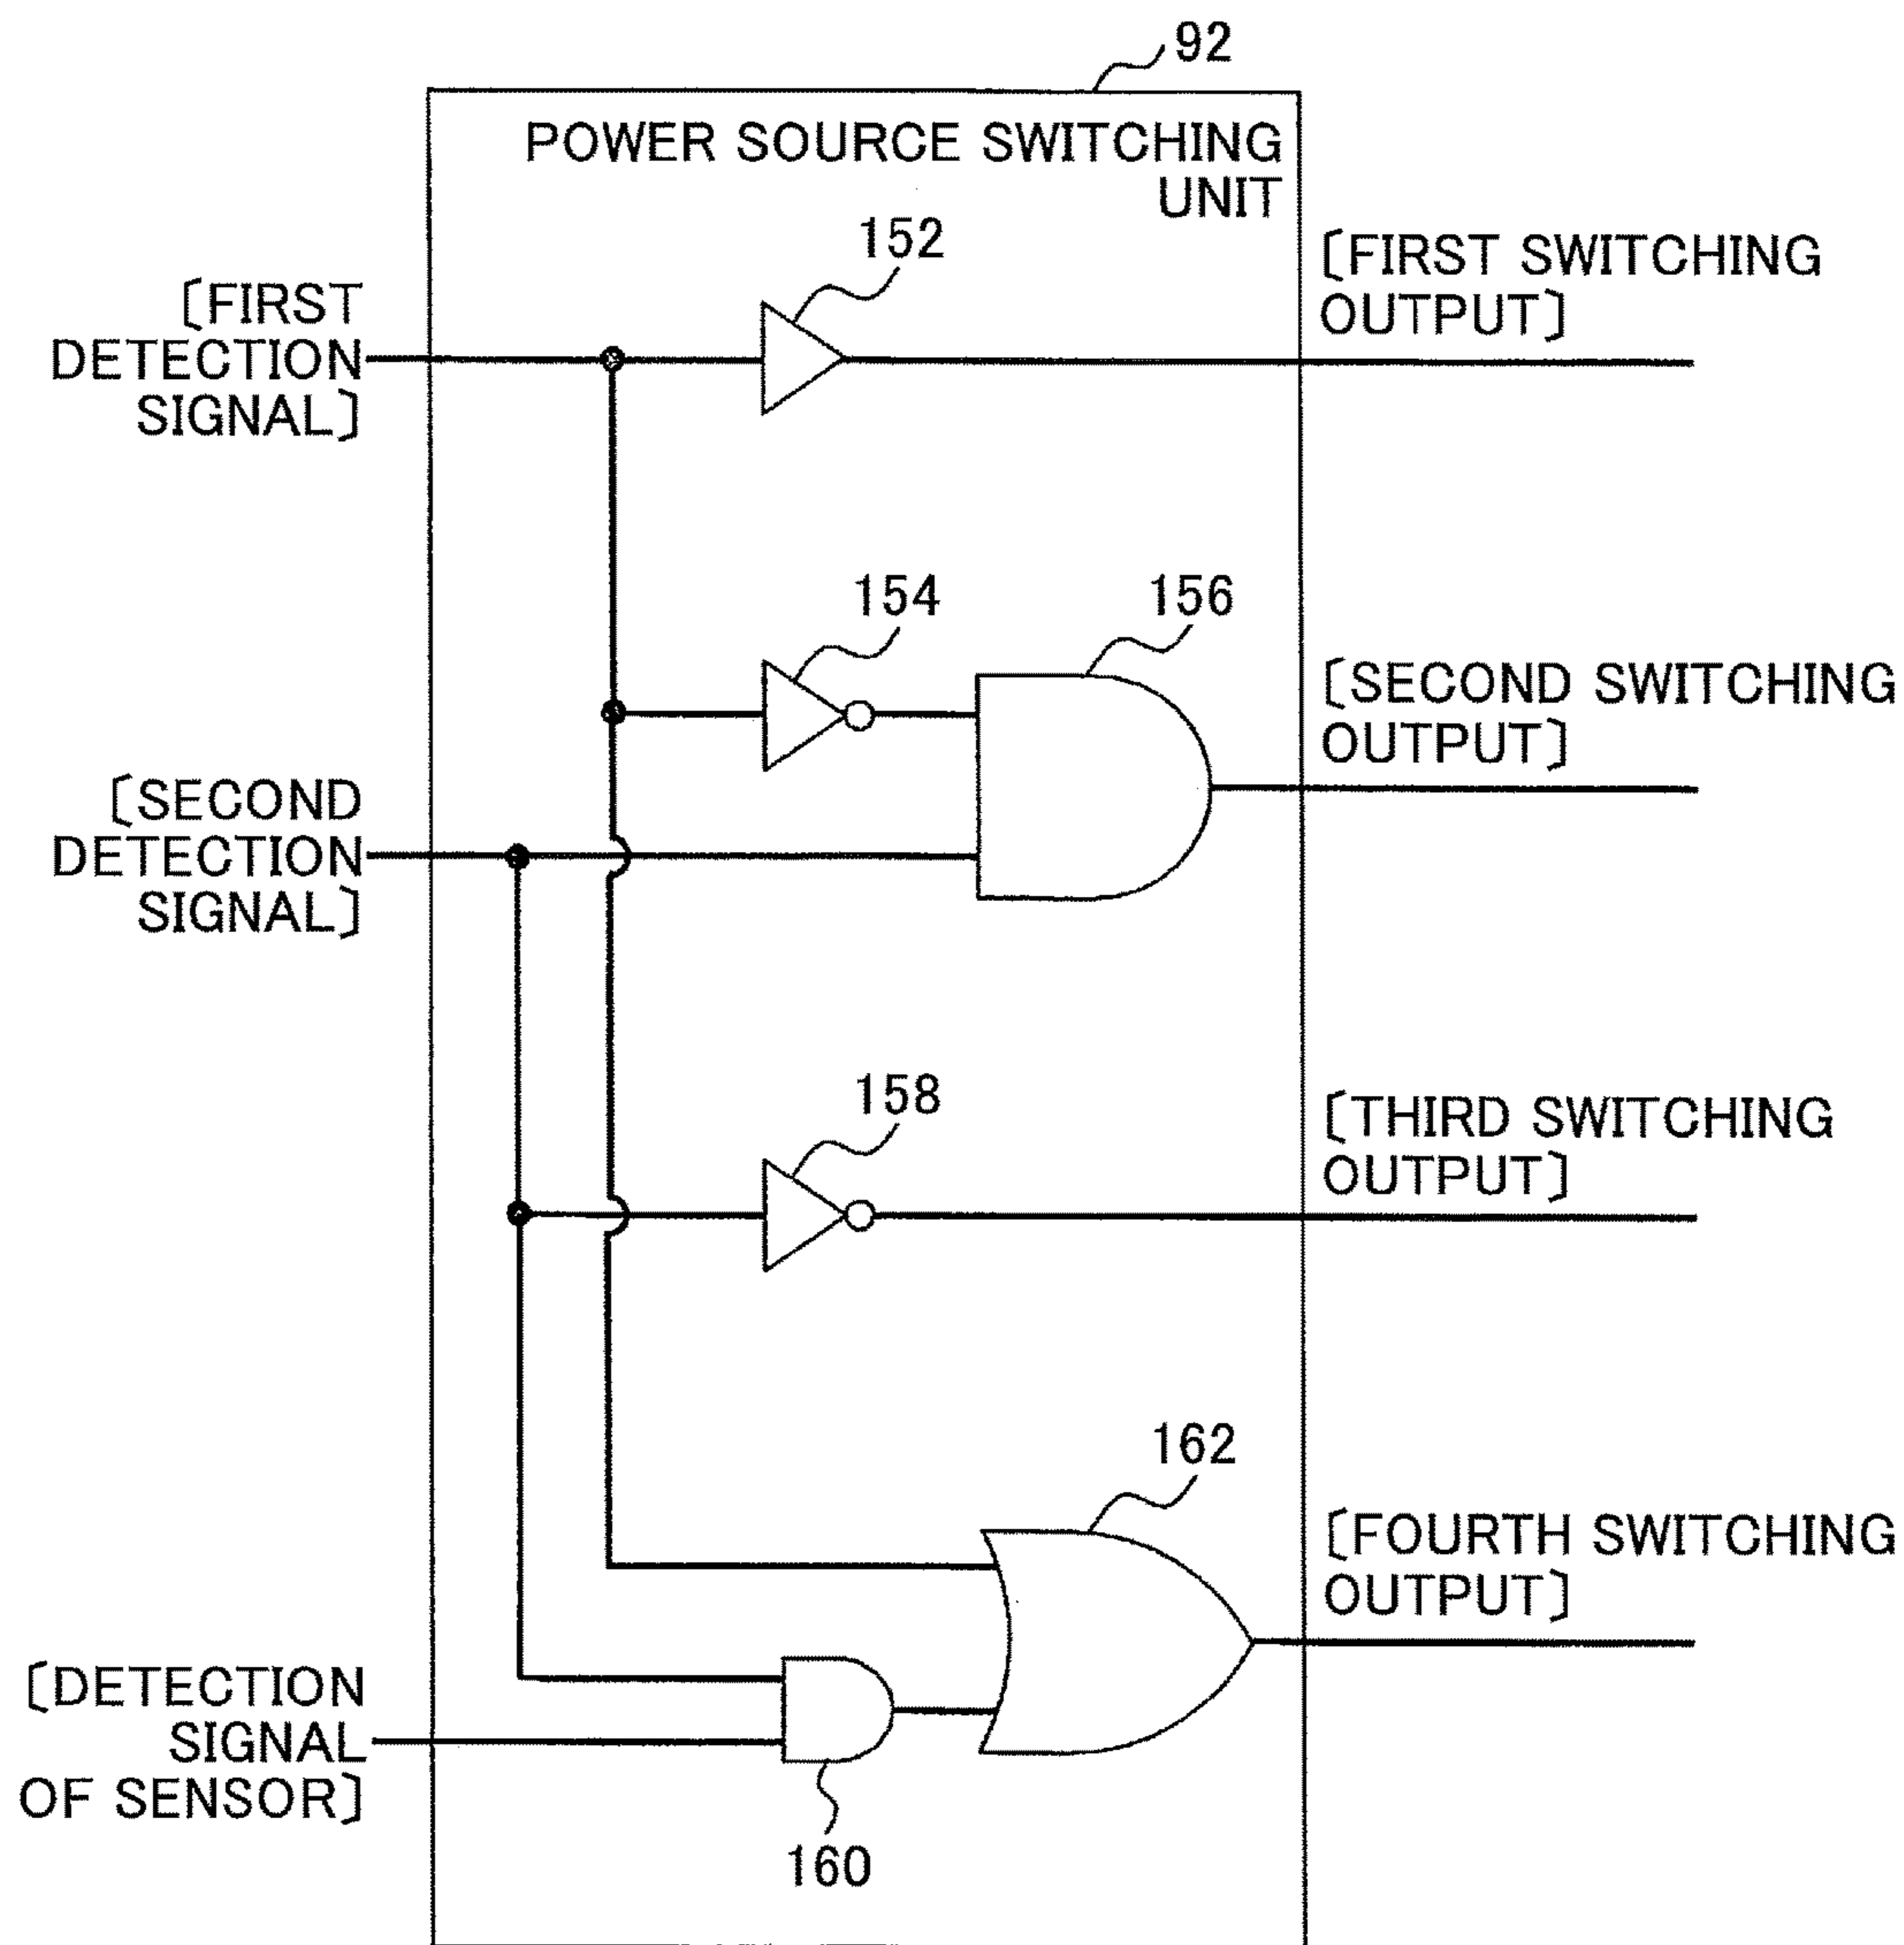 92
POWER SOURCE SWITCHING
UNIT
152
〔FIRST
DETECTION
SIGNAL〕
〔FIRST SWITCHING
OUTPUT〕
154
156
〔SECOND
DETECTION
SIGNAL〕
〔SECOND SWITCHING
OUTPUT〕
158
〔THIRD SWITCHING
OUTPUT〕
162
〔FOURTH SWITCHING
OUTPUT〕
〔DETECTION
SIGNAL
OF SENSOR〕
160